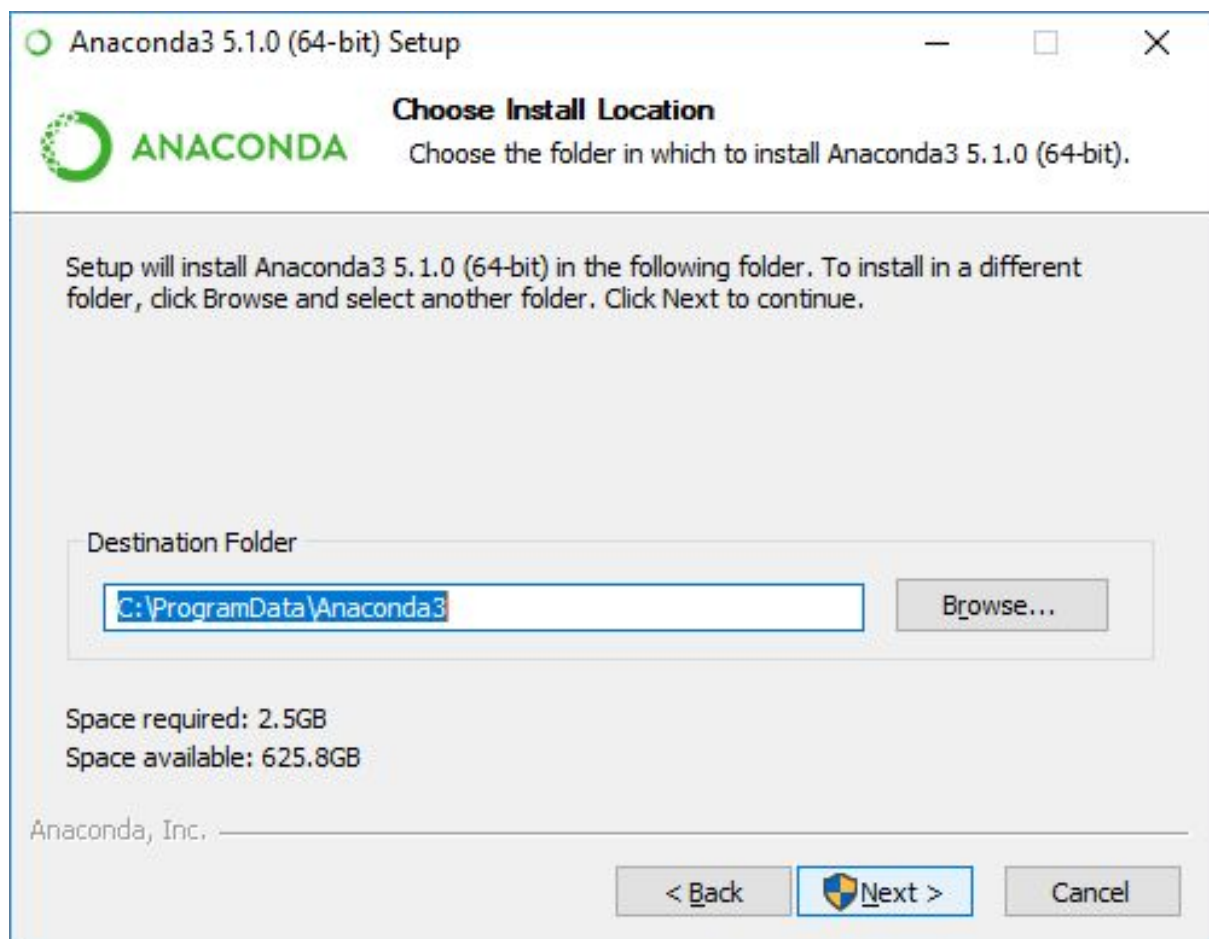 Anaconda3 5.1.0 (64-bit) Setup
ANACONDA
Choose Install Location
Choose the folder in which to install Anaconda3 5.1.0 (64-bit).
Setup will install Anaconda3 5.1.0 (64-bit) in the following folder. To install in a different
folder, click Browse and select another folder. Click Next to continue.
Destination Folder
C:\ProgramData\Anaconda3
Browse...
Space required: 2.5GB
Space available: 625.8GB
Anaconda, Inc.
< Back
Next >
Cancel